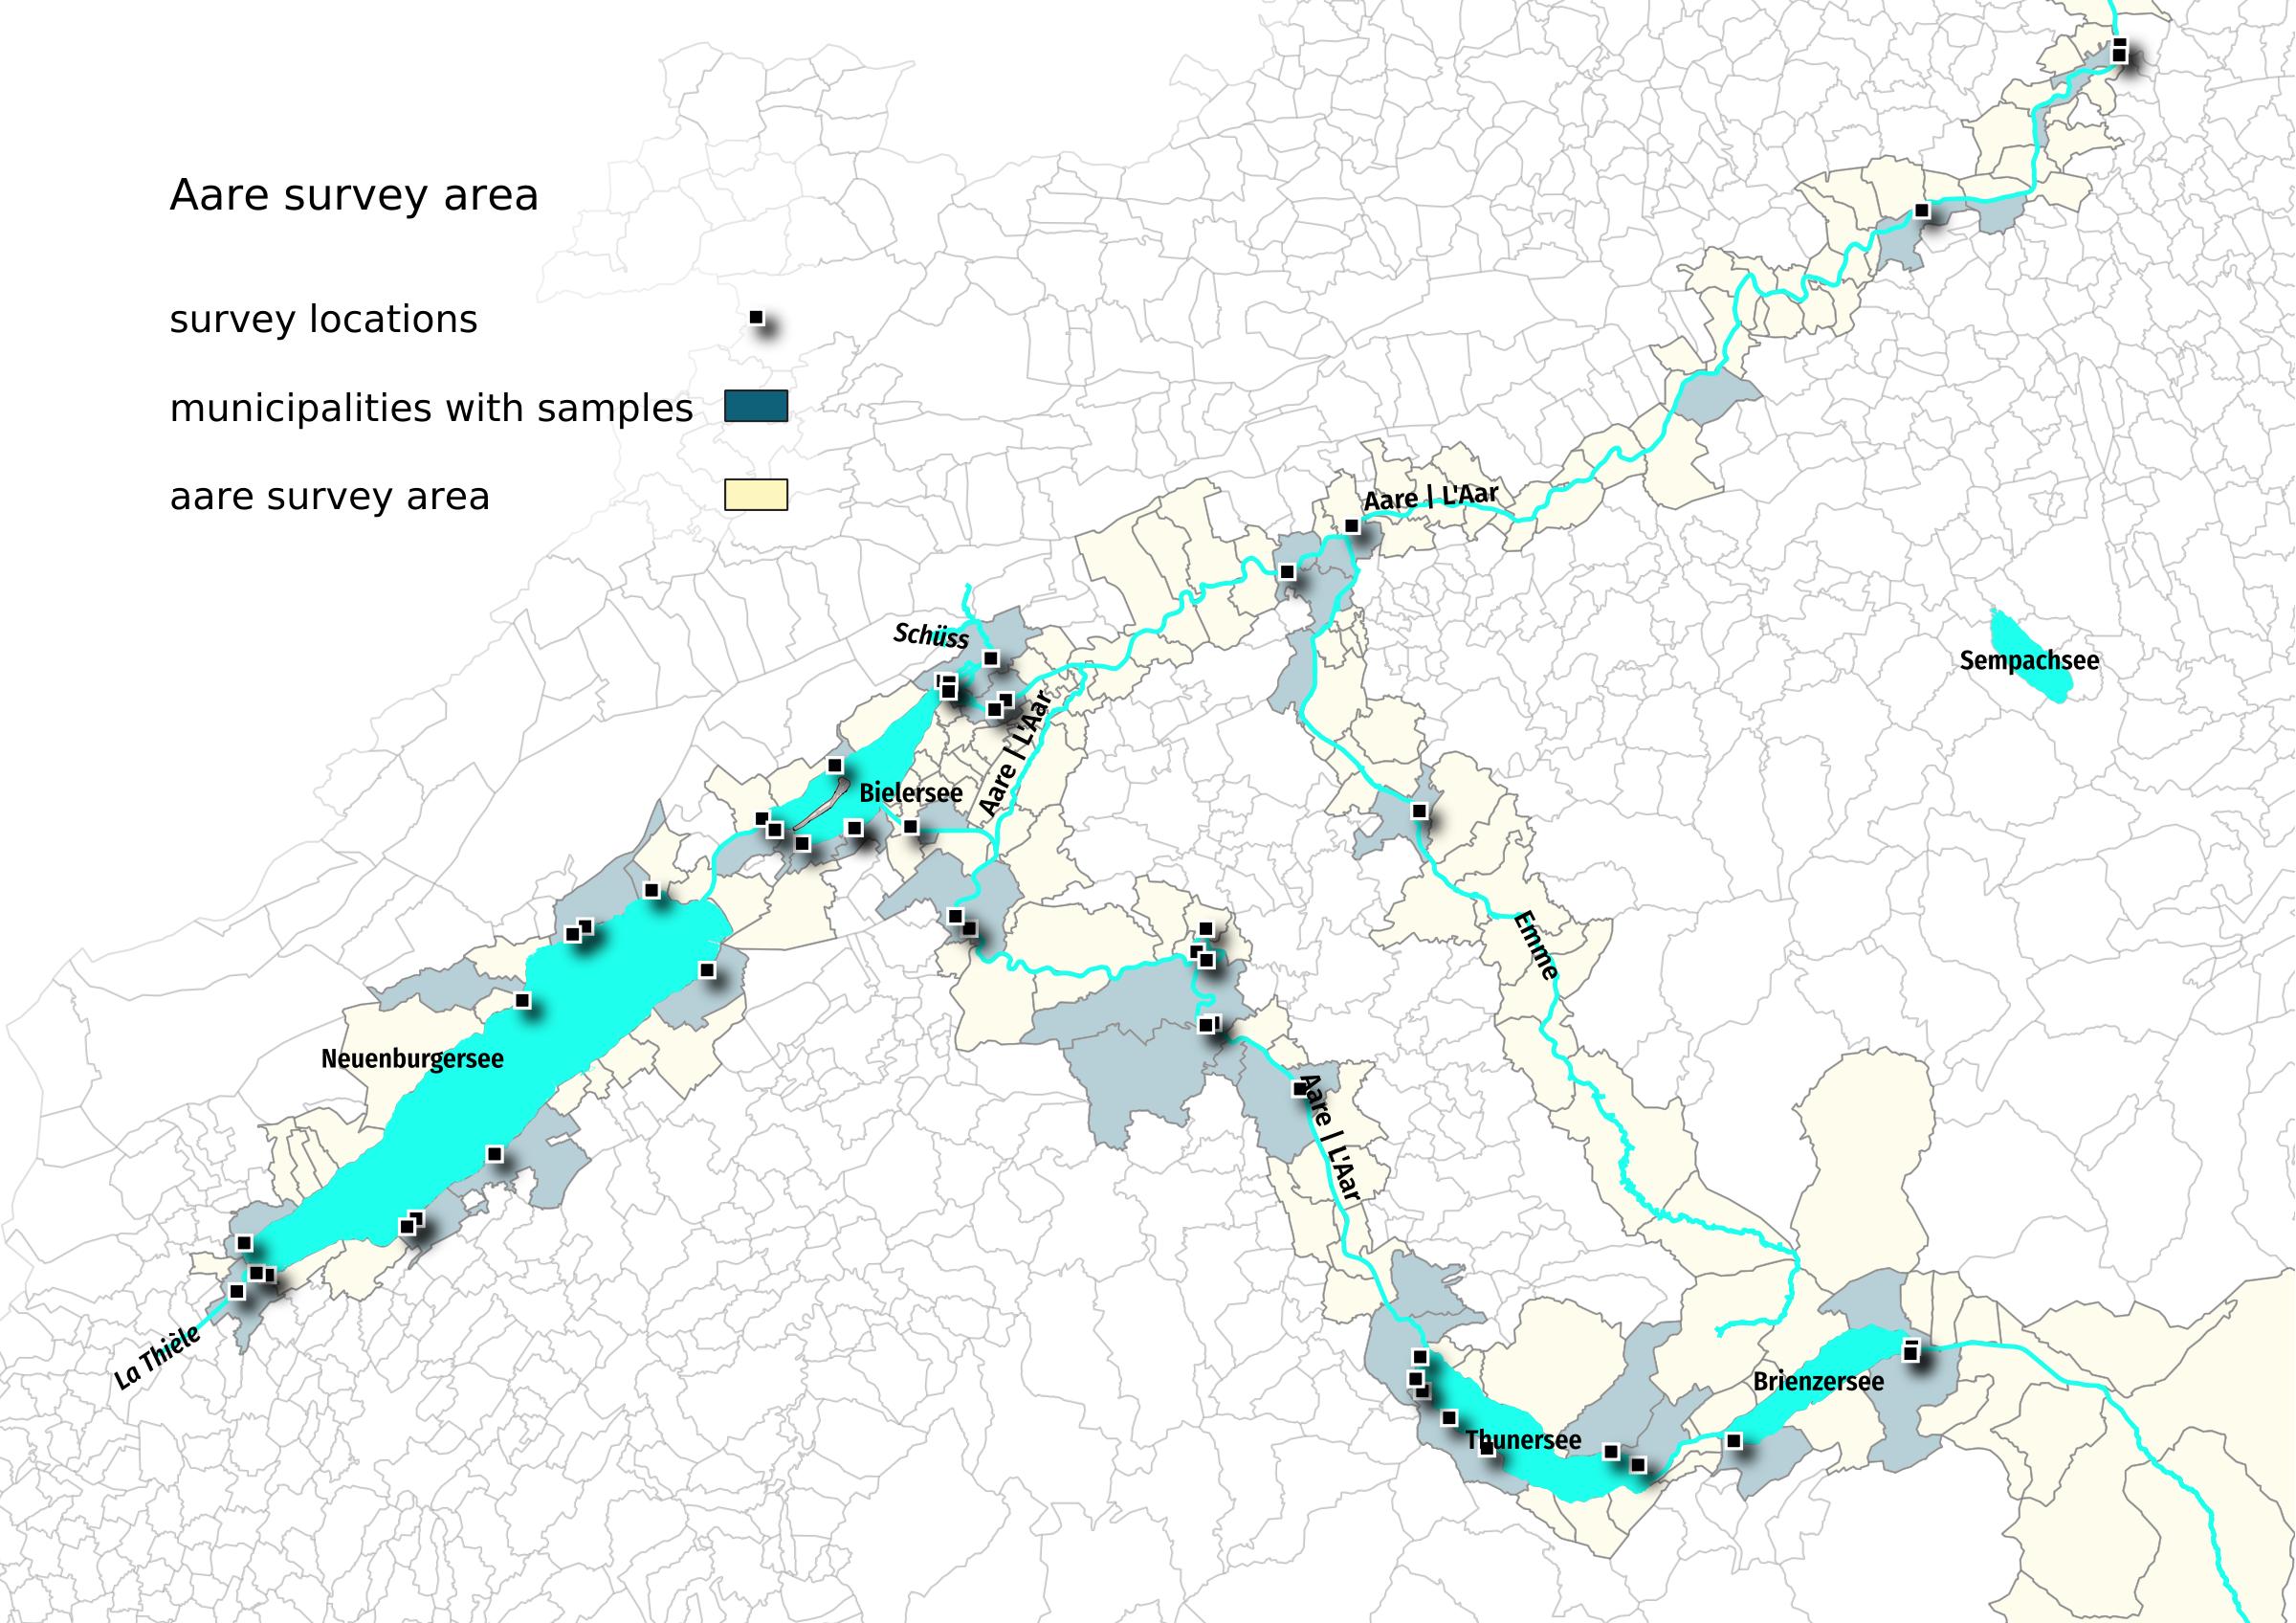 Aare survey area
survey locations
municipalities with samples
aare survey area
Aare | L'Aar
Schüss
Sempachsee
Aare | L'Aar
Bielersee
Emme
Neuenburgersee
Aare | L'Aar
La Thièle
Brienzersee
Thunersee